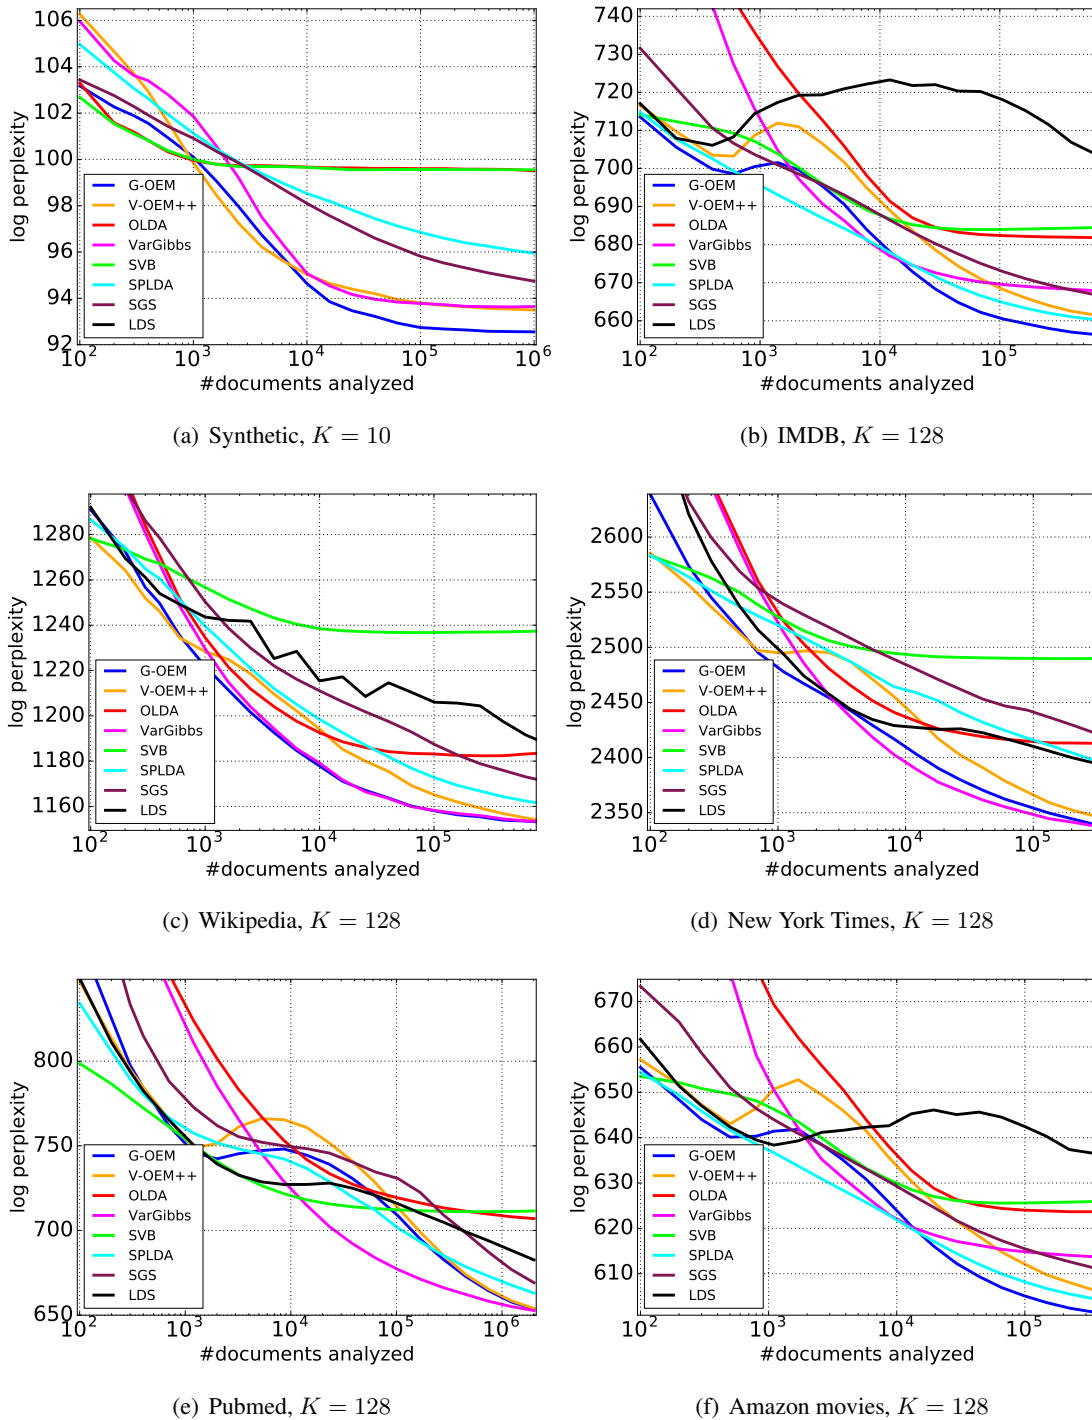 106
104
102
100
98
96
94
92
log perplexity
10^2 10^3 10^4 10^5 10^6
#documents analyzed
G-OEM
V-OEM++
OLDA
VarGibbs
SVB
SPLDA
SGS
LDS
(a) Synthetic, K = 10
740
730
720
710
700
690
680
670
660
log perplexity
10^2 10^3 10^4 10^5
#documents analyzed
G-OEM
V-OEM++
OLDA
VarGibbs
SVB
SPLDA
SGS
LDS
(b) IMDB, K = 128
1280
1260
1240
1220
1200
1180
1160
log perplexity
10^2 10^3 10^4 10^5
#documents analyzed
G-OEM
V-OEM++
OLDA
VarGibbs
SVB
SPLDA
SGS
LDS
(c) Wikipedia, K = 128
2600
2550
2500
2450
2400
2350
log perplexity
10^2 10^3 10^4 10^5
#documents analyzed
G-OEM
V-OEM++
OLDA
VarGibbs
SVB
SPLDA
SGS
LDS
(d) New York Times, K = 128
800
750
700
650
log perplexity
10^2 10^3 10^4 10^5 10^6
#documents analyzed
G-OEM
V-OEM++
OLDA
VarGibbs
SVB
SPLDA
SGS
LDS
(e) Pubmed, K = 128
670
660
650
640
630
620
610
log perplexity
10^2 10^3 10^4 10^5
#documents analyzed
G-OEM
V-OEM++
OLDA
VarGibbs
SVB
SPLDA
SGS
LDS
(f) Amazon movies, K = 128